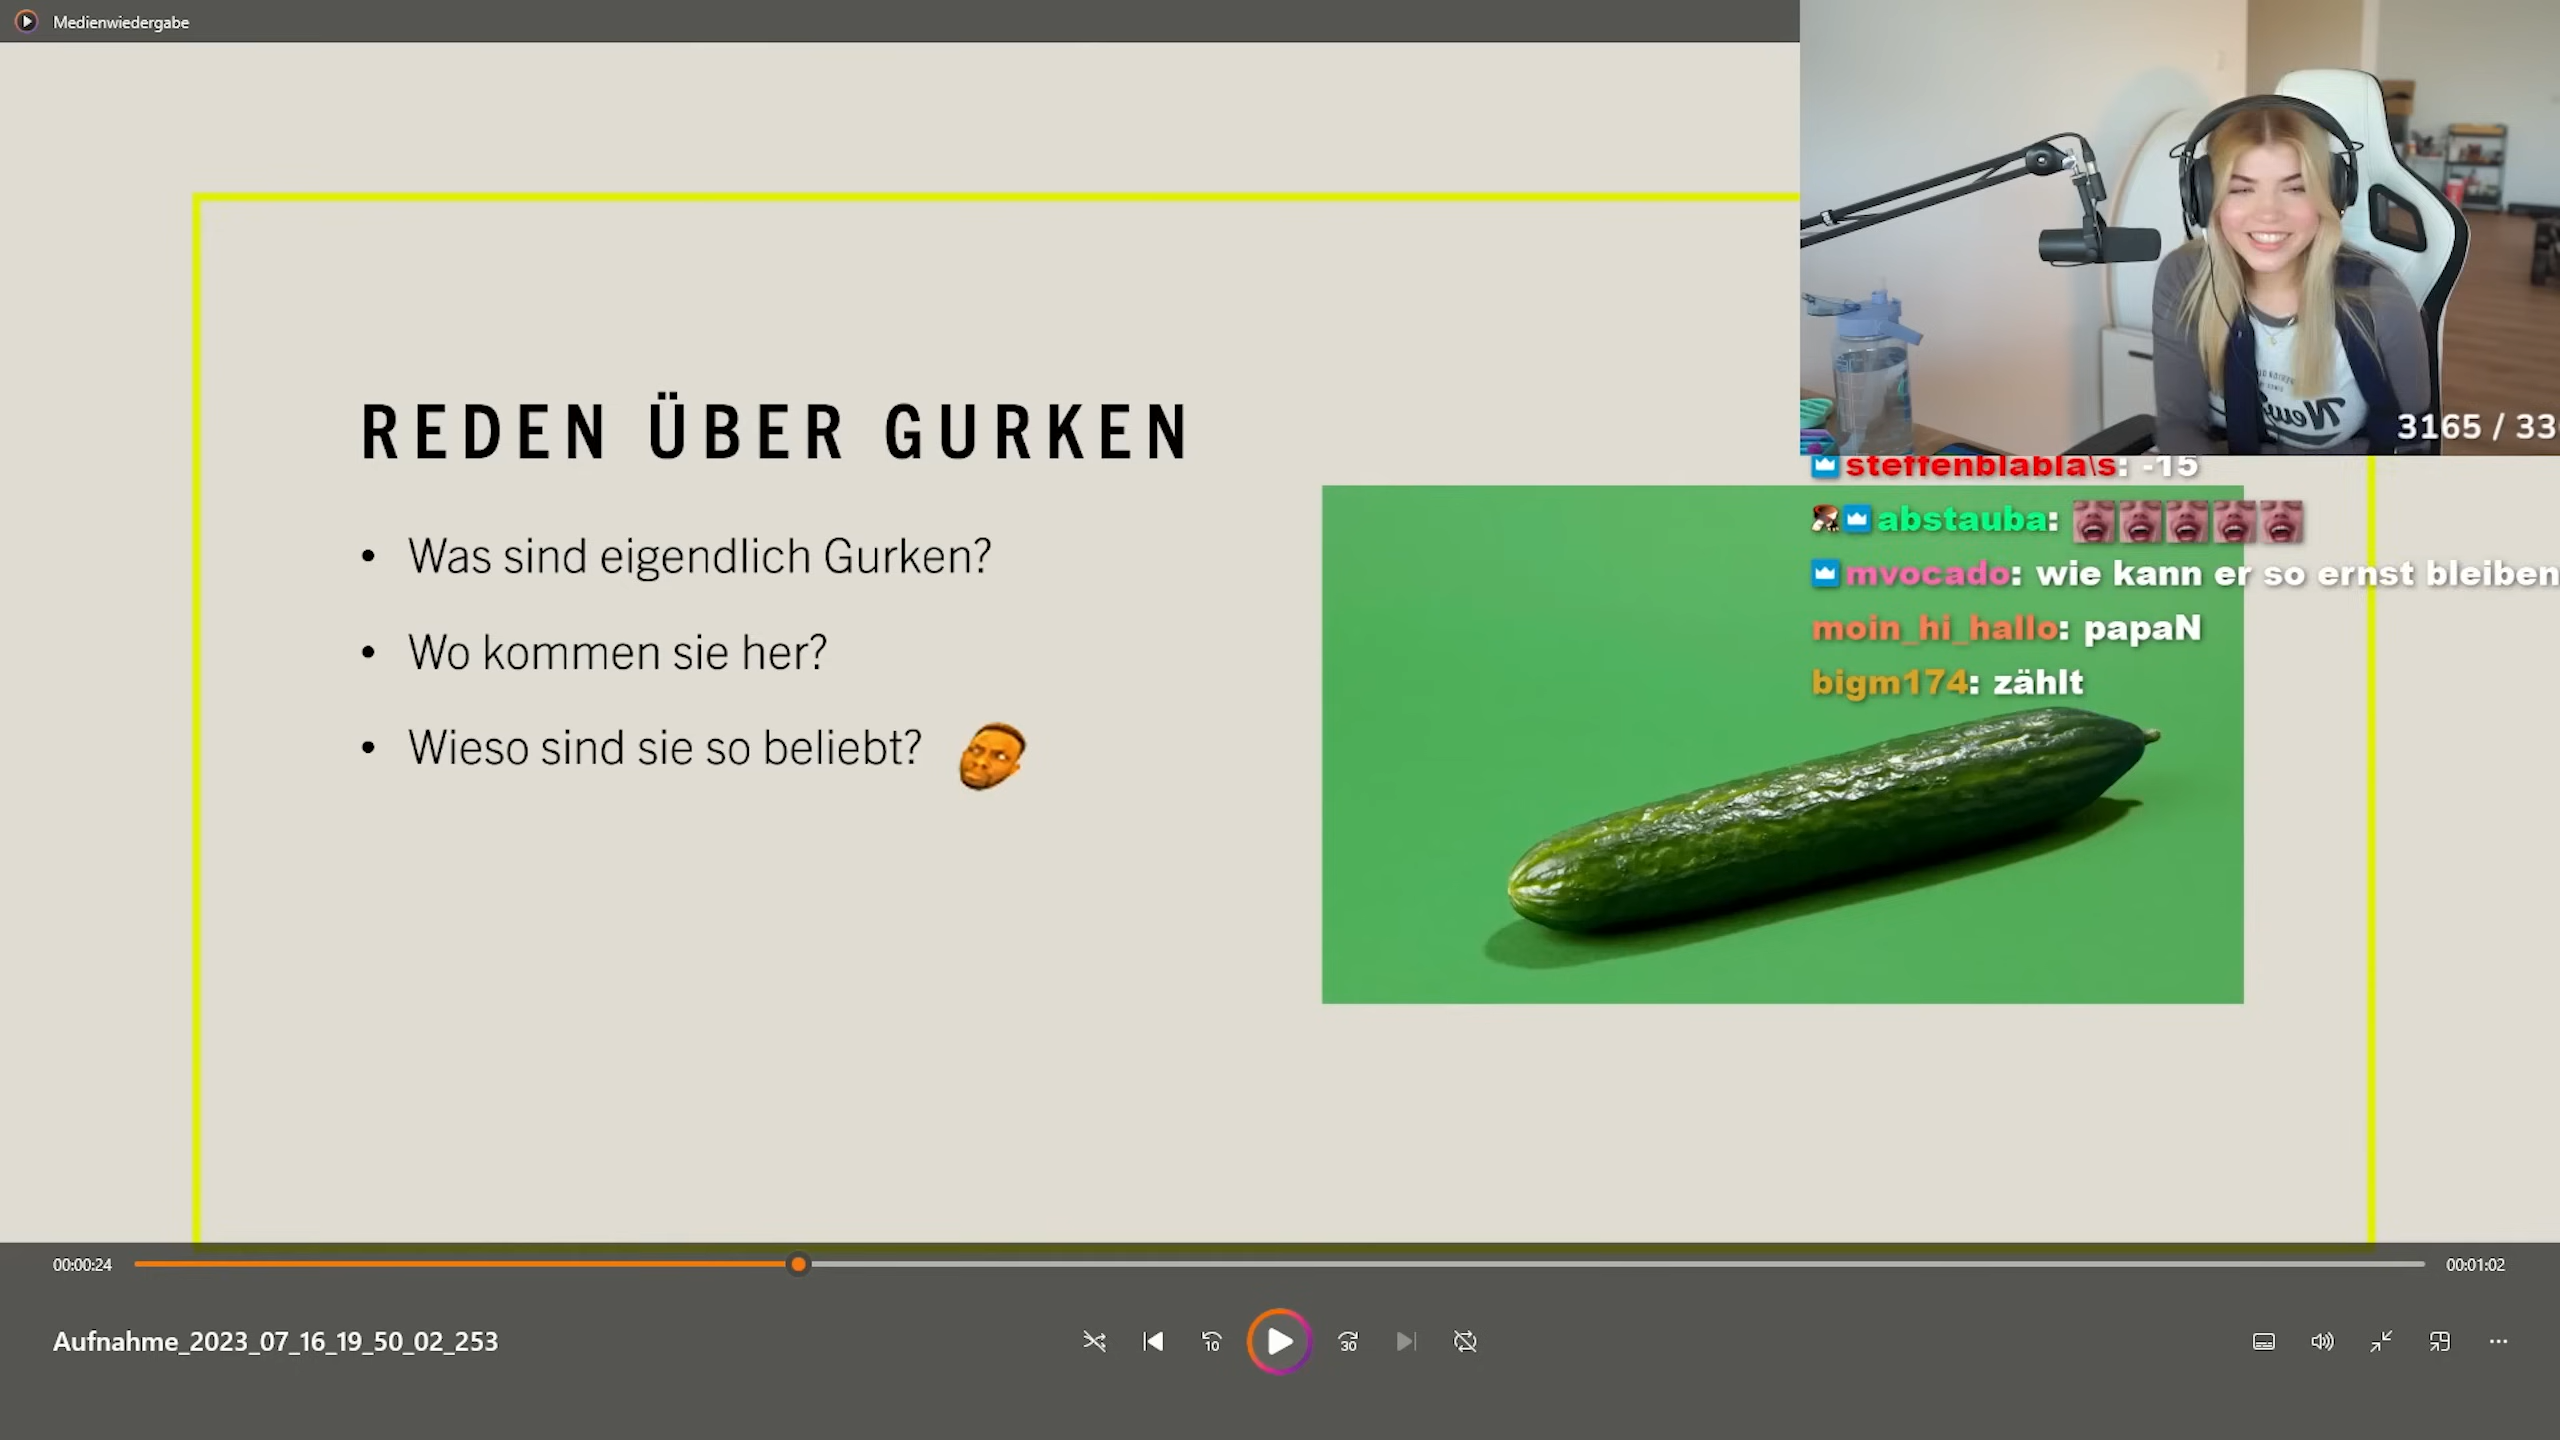 Medienwiedergabe
REDEN ÜBER GURKEN
• Was sind eigendlich Gurken?
• Wo kommen sie her?
• Wieso sind sie so beliebt?
3165 / 33
steffenblabla\s: -15
abstauba:
mvocado: wie kann er so ernst bleiben
moin_hi_hallo: papaN
bigm174: zählt
00:00:24
00:01:02
Aufnahme_2023_07_16_19_50_02_253
10
30